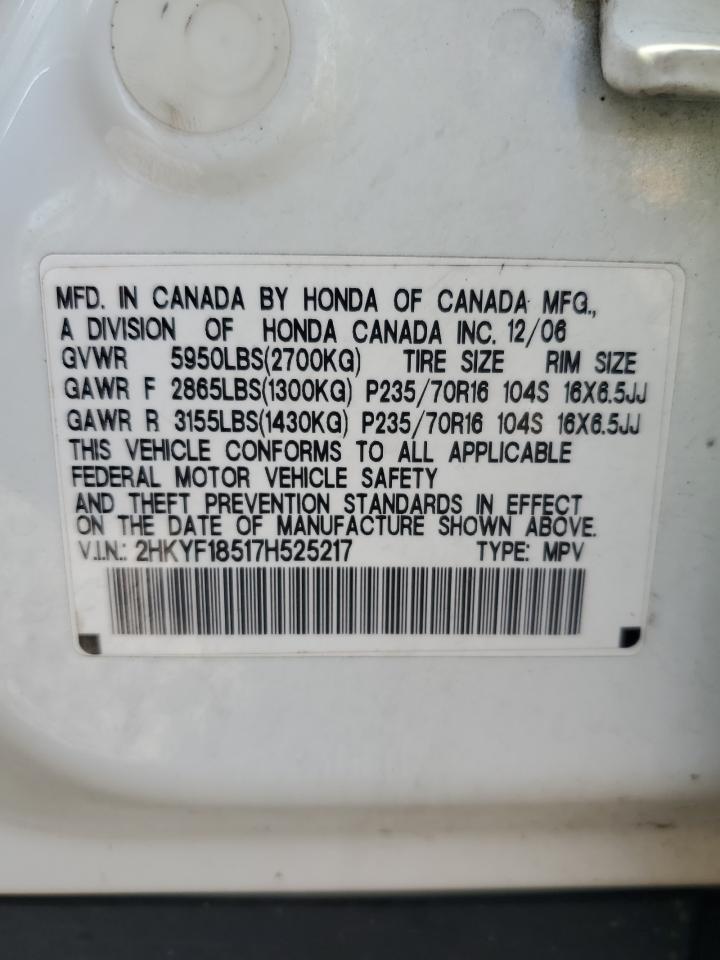 MFD. IN CANADA BY HONDA OF CANADA MFG.,
A DIVISION OF HONDA CANADA INC. 12/06
GVWR 5950LBS(2700KG) TIRE SIZE RIM SIZE
GAWR F 2865LBS(1300KG) P235/70R16 104S 16X6.5JJ
GAWR R 3155LBS(1430KG) P235/70R16 104S 16X6.5JJ
THIS VEHICLE CONFORMS TO ALL APPLICABLE
FEDERAL MOTOR VEHICLE SAFETY
AND THEFT PREVENTION STANDARDS IN EFFECT
ON THE DATE OF MANUFACTURE SHOWN ABOVE.
V.I.N.: 2HKYF18517H525217 TYPE: MPV